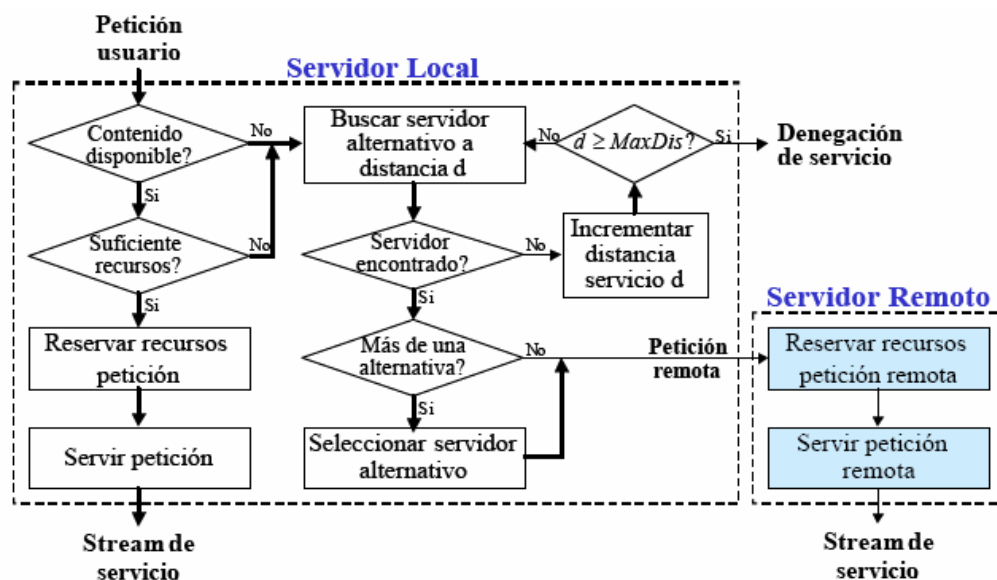 Petición
usuario
Servidor Local
Contenido
disponible?
No
Si
Suficiente
recursos?
No
Si
Reservar recursos
petición
Servir petición
Stream de
servicio
Buscar servidor
alternativo a
distancia d
Servidor
encontrado?
No
Si
Más de una
alternativa?
No
Si
Seleccionar servidor
alternativo
d ≥ MaxDis?
No
Si
Incrementar
distancia
servicio d
Denegación
de servicio
Petición
remota
Servidor Remoto
Reservar recursos
petición remota
Servir petición
remota
Stream de
servicio